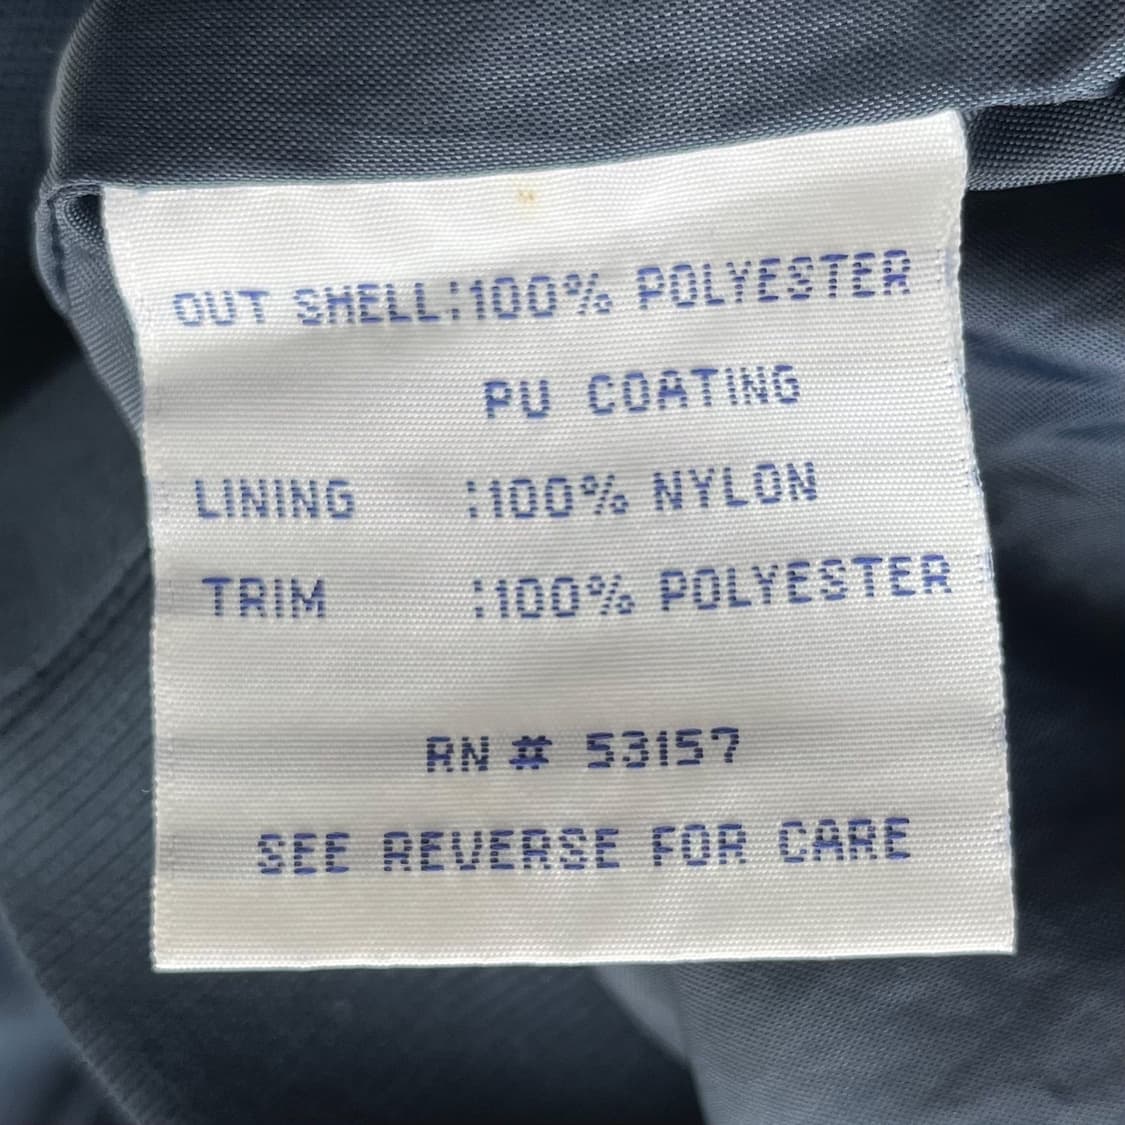 OUT SHELL:100% POLYESTER
PU COATING
LINING :100% NYLON
TRIM :100% POLYESTER
RN # 53157
SEE REVERSE FOR CARE